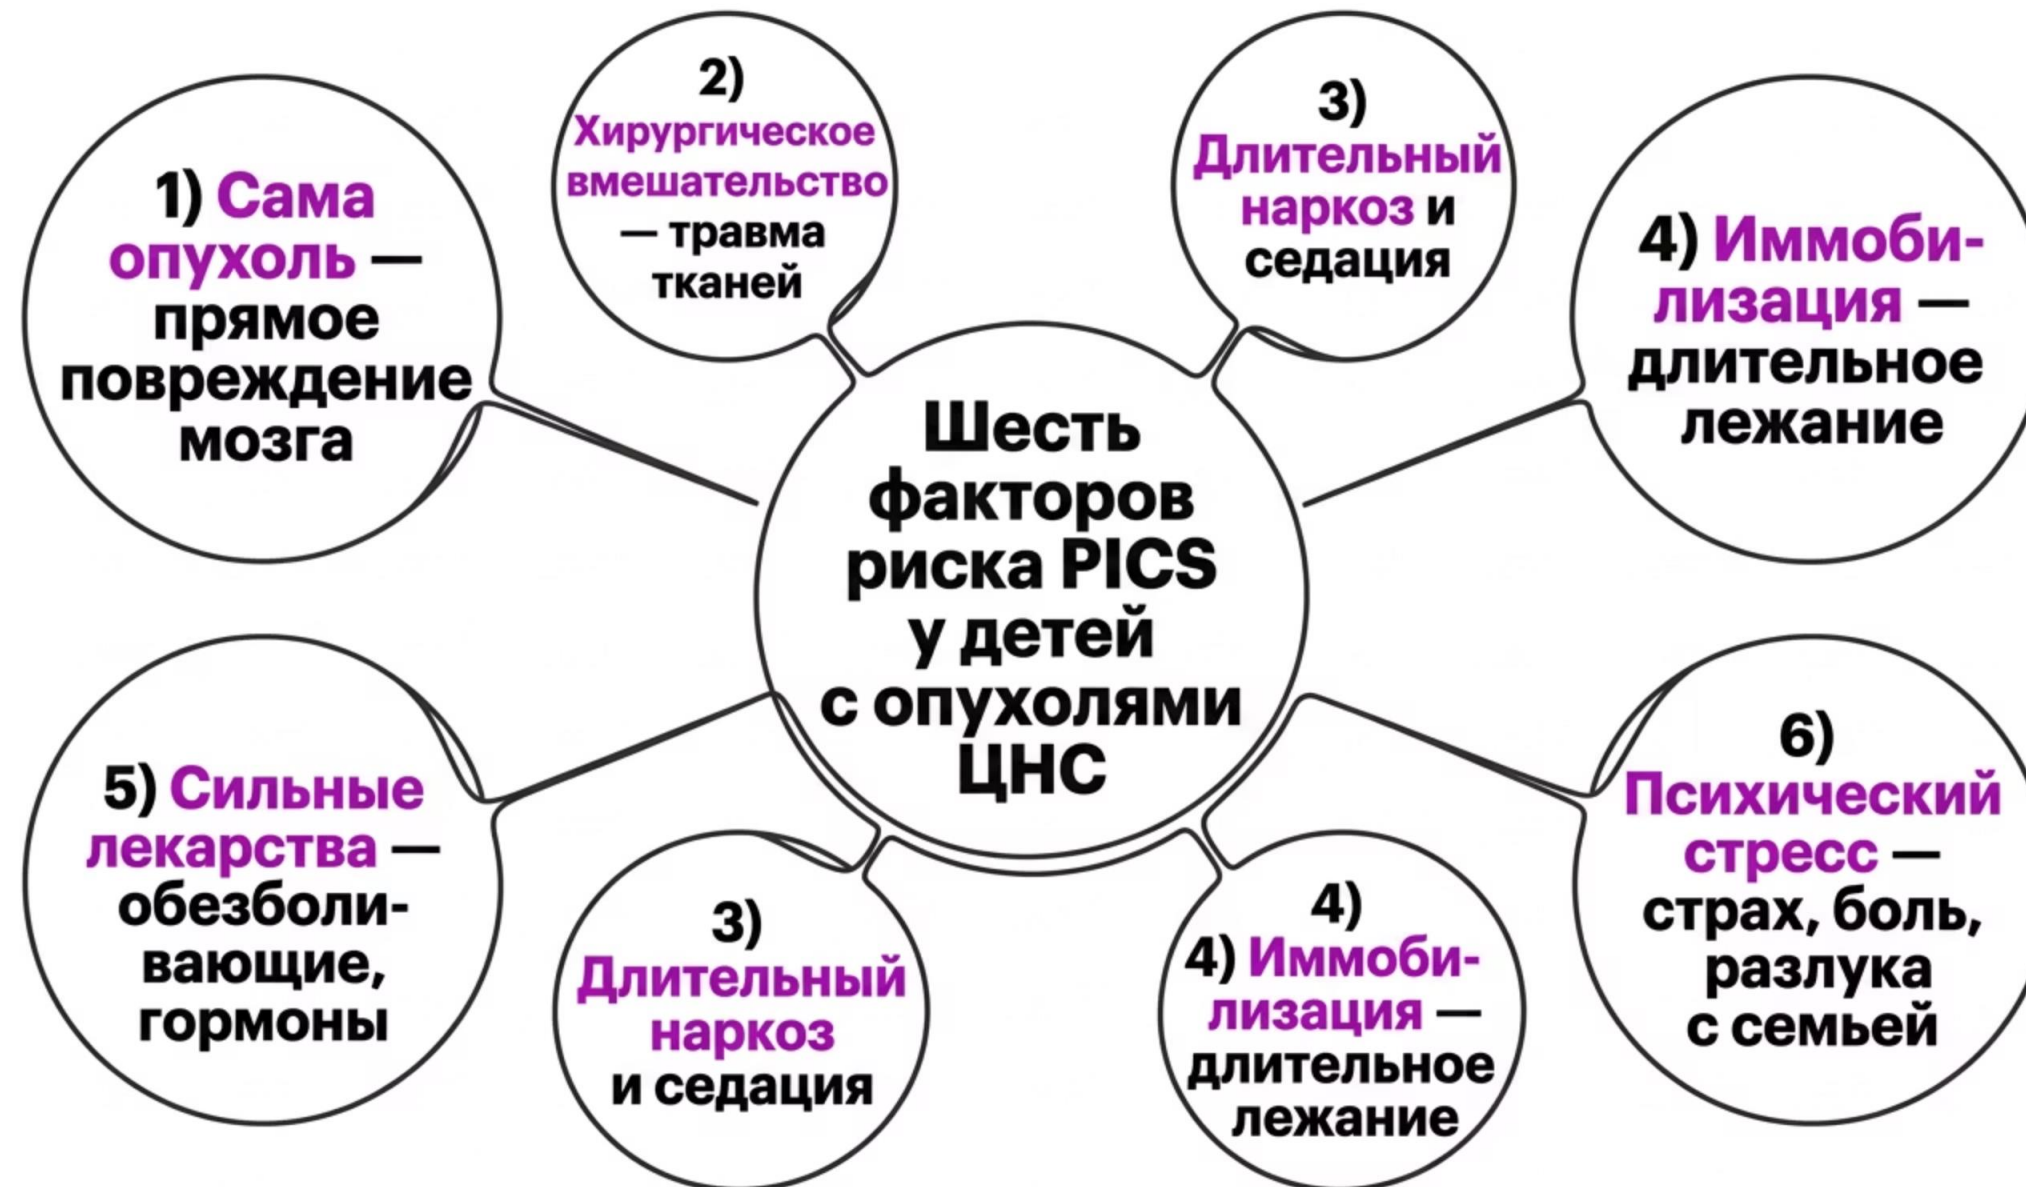 1) Сама
опухоль —
прямое
повреждение
мозга
2)
Хирургическое
вмешательство
— травма
тканей
3)
Длительный
наркоз и
седация
4) Иммоби-
лизация —
длительное
лежание
Шесть
факторов
риска PICS
у детей
с опухолями
ЦНС
5) Сильные
лекарства —
обезболи-
вающие,
гормоны
3)
Длительный
наркоз
и седация
4)
4) Иммоби-
лизация —
длительное
лежание
6)
Психический
стресс —
страх, боль,
разлука
с семьей